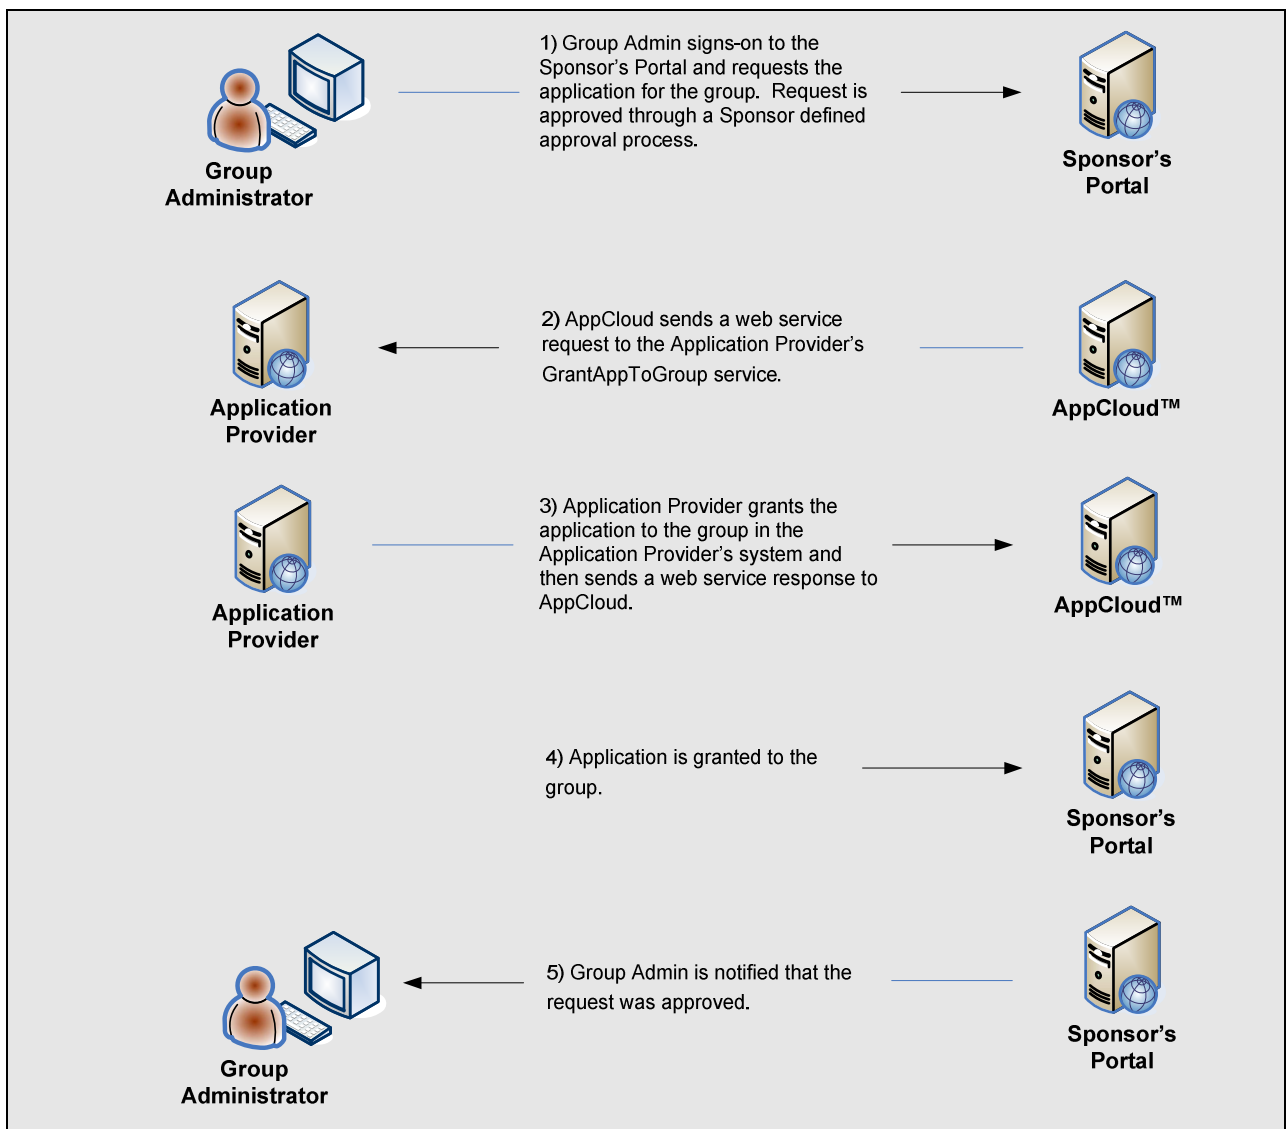 1) Group Admin signs-on to the
Sponsor's Portal and requests the
application for the group.  Request is
approved through a Sponsor defined
approval process.
Group
Administrator
Sponsor's
Portal
2) AppCloud sends a web service
request to the Application Provider's
GrantAppToGroup service.
Application
Provider
AppCloud™
3) Application Provider grants the
application to the group in the
Application Provider's system and
then sends a web service response to
AppCloud.
Application
Provider
AppCloud™
4) Application is granted to the
group.
Sponsor's
Portal
5) Group Admin is notified that the
request was approved.
Group
Administrator
Sponsor's
Portal